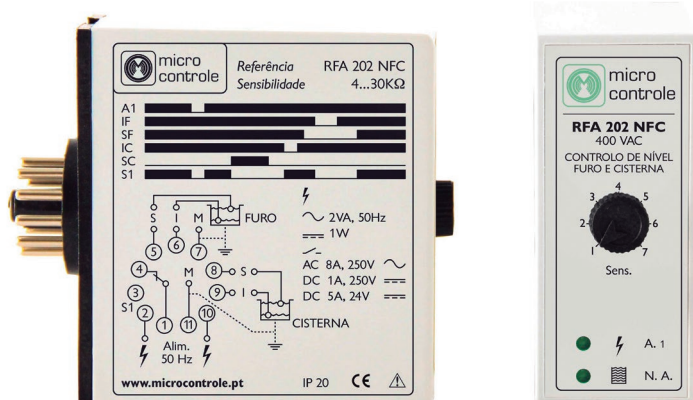 micro
controle
Referência RFA 202 NFC
Sensibilidade 4...30KΩ
A1
IF
SF
IC
SC
S1
S I M FURO
5 6 7
∿ 2VA, 50Hz
⎓ 1W
AC 8A, 250V ∿
DC 1A, 250V ⎓
DC 5A, 24V ⎓
4 M 8 S
3 9 I
S1 2 1 11 10
CISTERNA
Alim.
50 Hz
www.microcontrole.pt IP 20 CE
micro
controle
RFA 202 NFC
400 VAC
CONTROLO DE NÍVEL
FURO E CISTERNA
1 2 3 4 5 6 7
Sens.
A. 1
N. A.